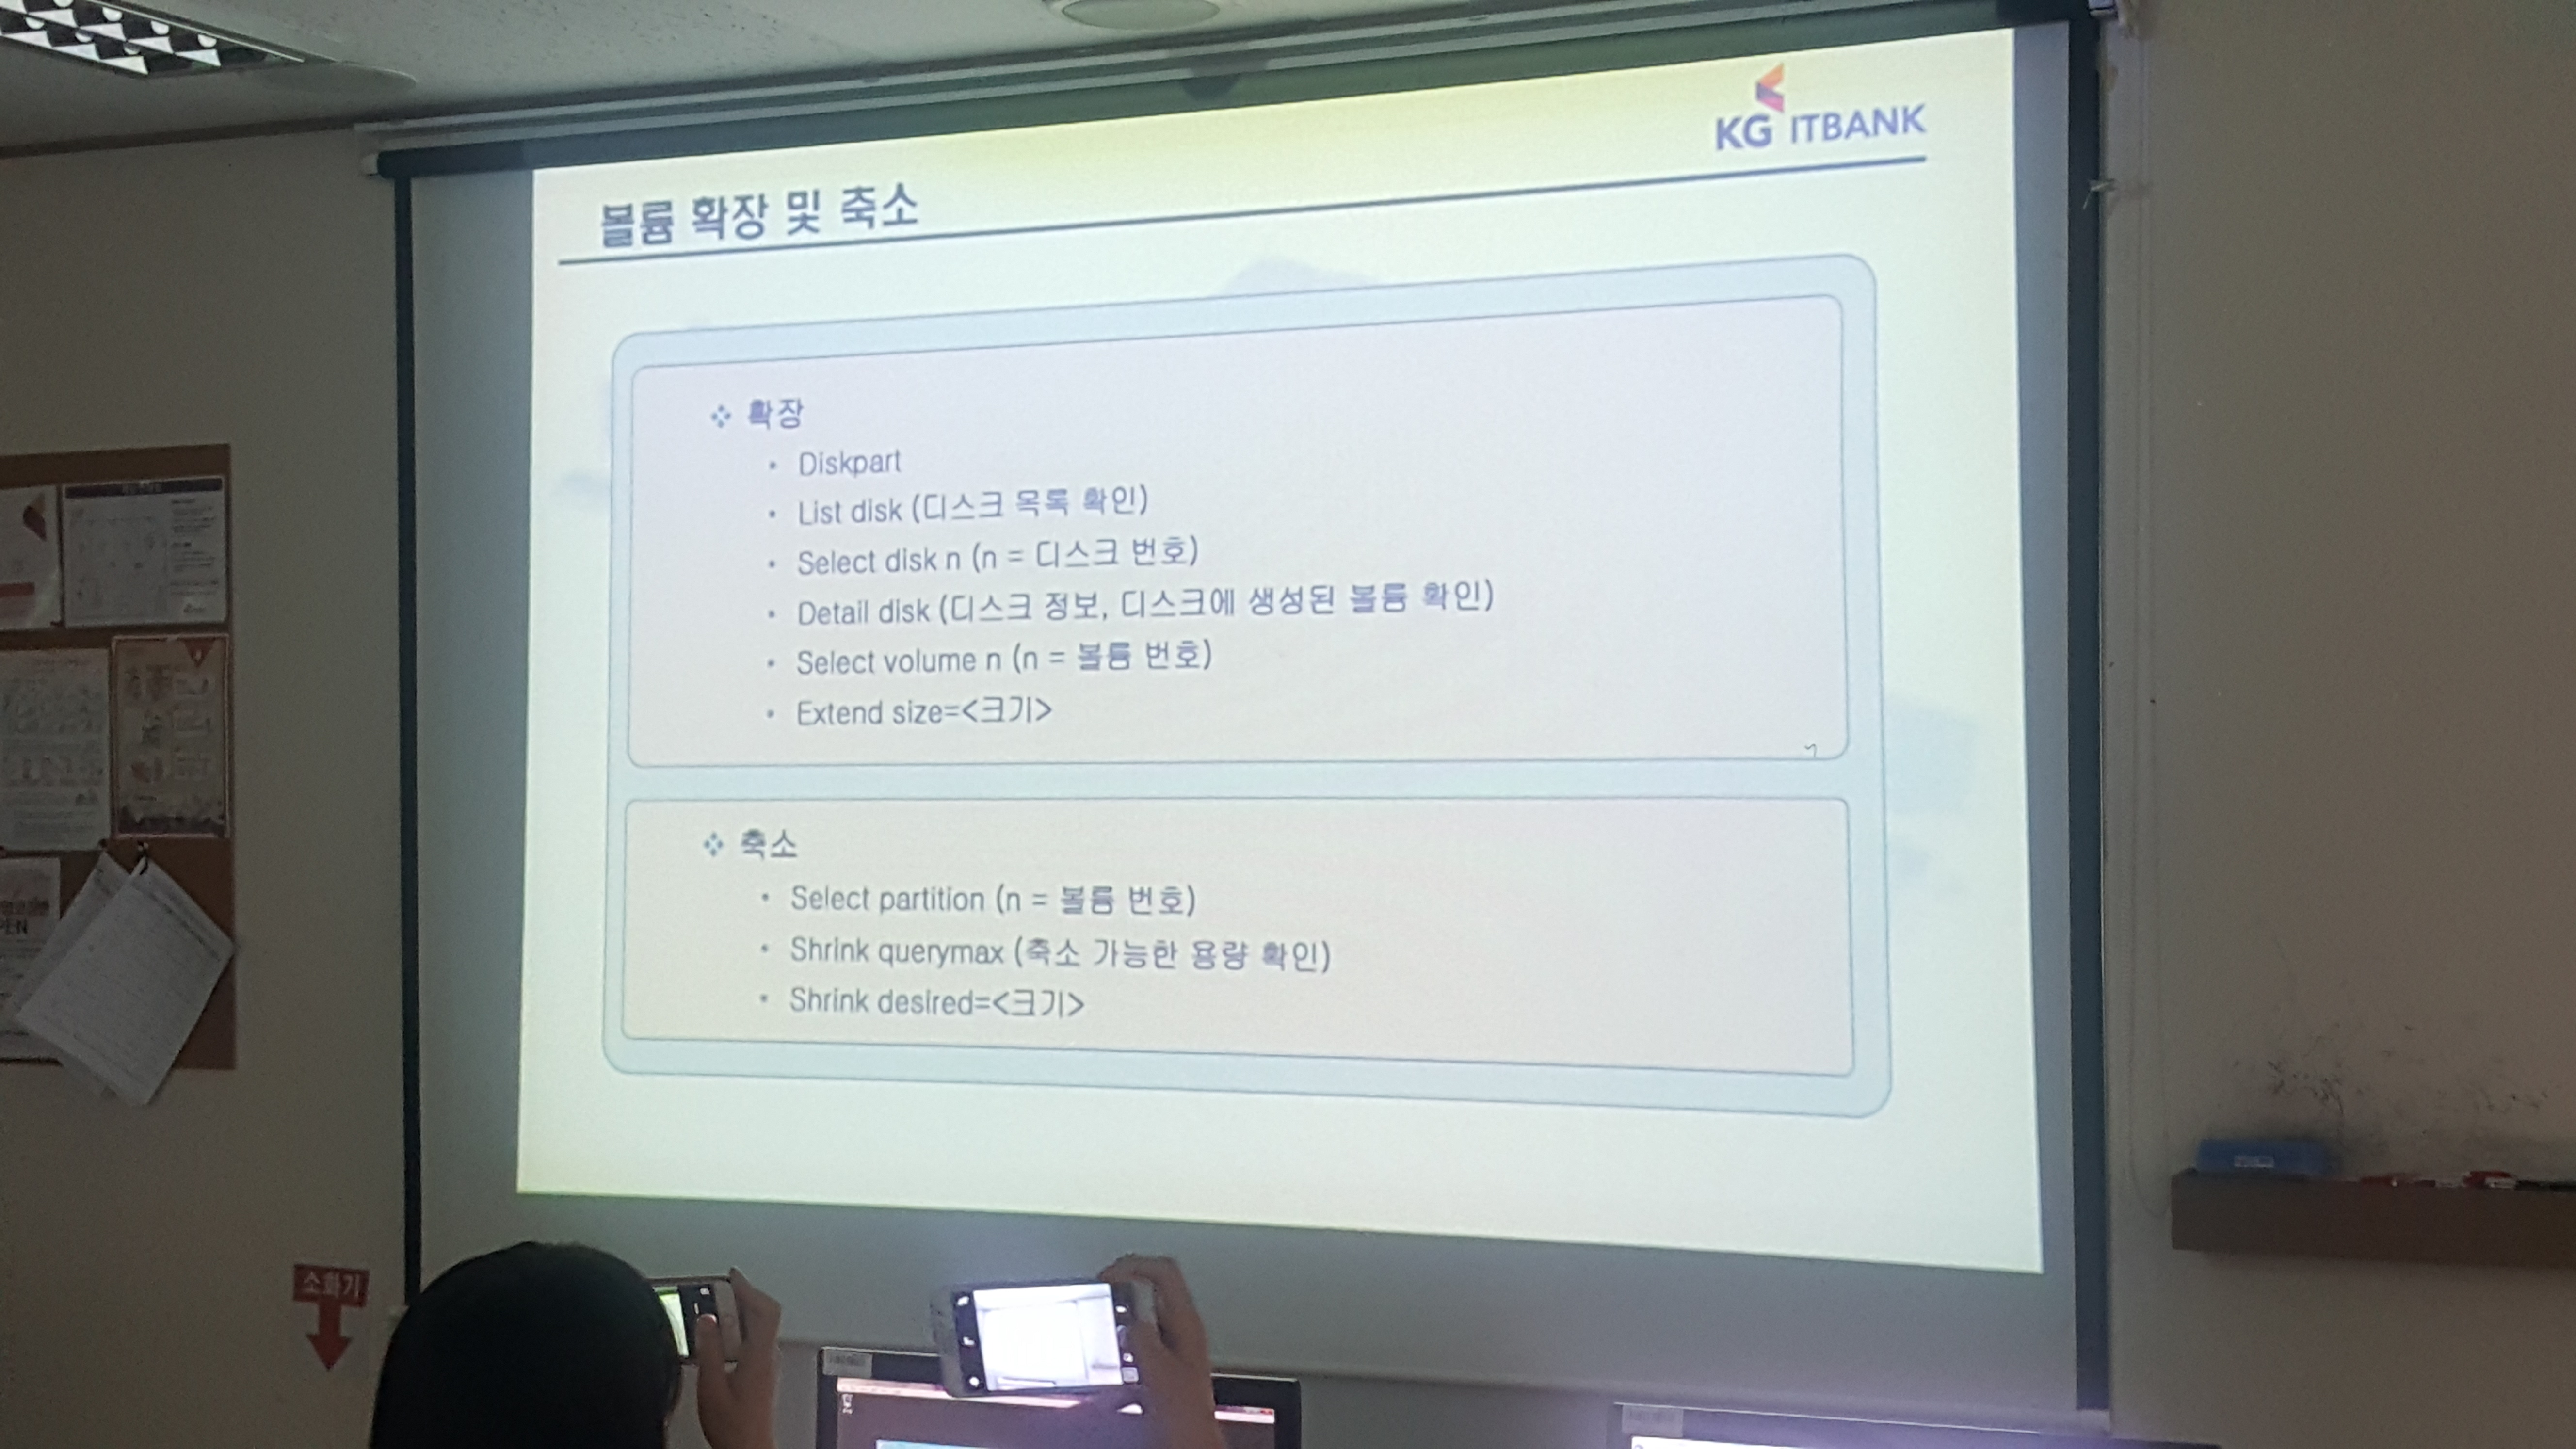 KG ITBANK
볼륨 확장 및 축소
확장
Diskpart
List disk (디스크 목록 확인)
Select disk n (n = 디스크 번호)
Detail disk (디스크 정보, 디스크에 생성된 볼륨 확인)
Select volume n (n = 볼륨 번호)
Extend size=<크기>
축소
Select partition (n = 볼륨 번호)
Shrink querymax (축소 가능한 용량 확인)
Shrink desired=<크기>
소화기